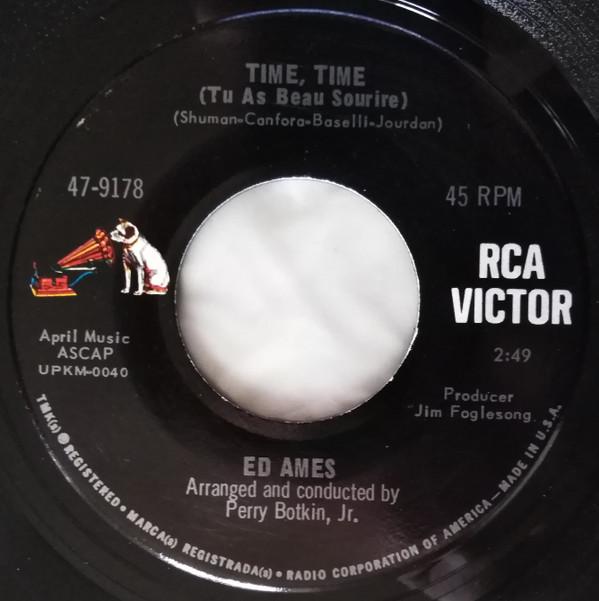 TIME, TIME
(Tu As Beau Sourire)
(Shuman-Canfora-Baselli-Jourdan)
47-9178
45 RPM
RCA
VICTOR
April Music
ASCAP
UPKM-0040
2:49
Producer
Jim Foglesong
ED AMES
Arranged and conducted by
Perry Botkin, Jr.
TMK(s) ® REGISTERED • MARCA(s) REGISTRADA(s) • RADIO CORPORATION OF AMERICA — MADE IN U.S.A.